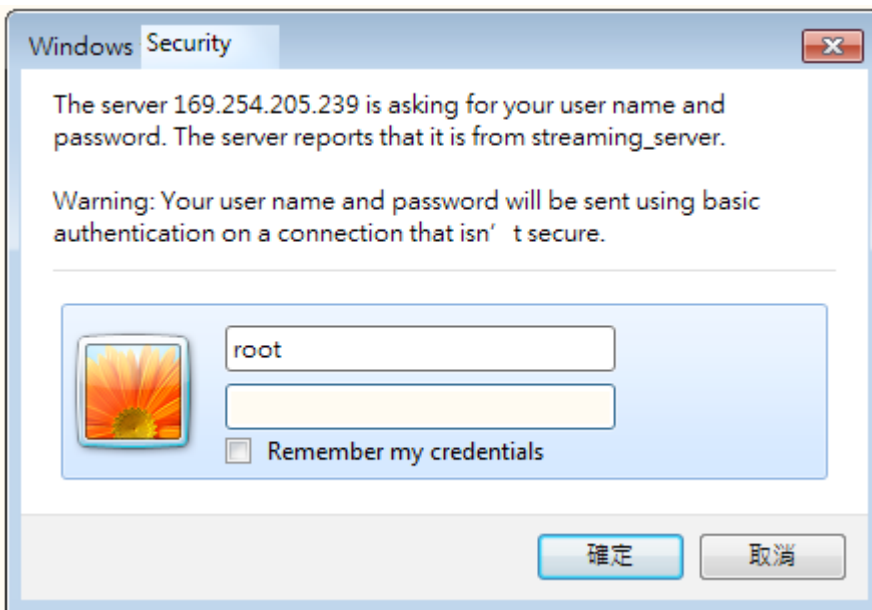 Windows Security
The server 169.254.205.239 is asking for your user name and
password. The server reports that it is from streaming_server.
Warning: Your user name and password will be sent using basic
authentication on a connection that isn’ t secure.
root
Remember my credentials
確定
取消